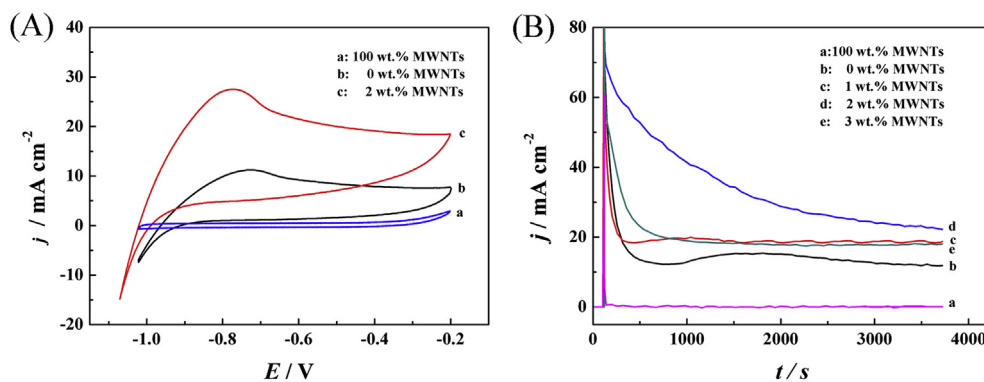 (A)
40
30
20
10
0
-10
-20
j / mA cm-2
a: 100 wt.% MWNTs
b: 0 wt.% MWNTs
c: 2 wt.% MWNTs
c
b
a
-1.0 -0.8 -0.6 -0.4 -0.2
E / V
(B)
80
60
40
20
0
j / mA cm-2
a:100 wt.% MWNTs
b: 0 wt.% MWNTs
c: 1 wt.% MWNTs
d: 2 wt.% MWNTs
e: 3 wt.% MWNTs
d
c
e
b
a
0 1000 2000 3000 4000
t / s